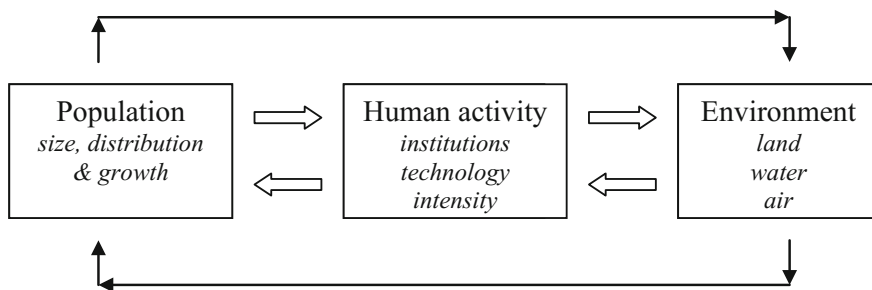 Population
size, distribution
& growth
Human activity
institutions
technology
intensity
Environment
land
water
air